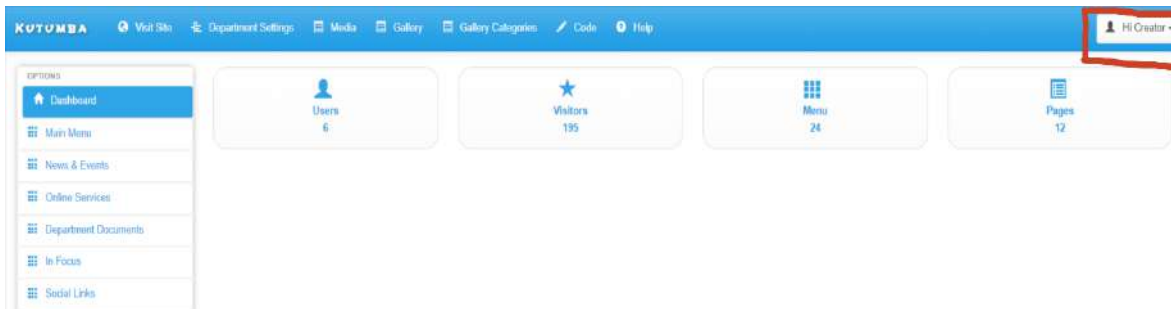 KUTUMBA Visit Site Department Settings Media Gallery Gallery Categories Code Help Hi Creator
OPTIONS
Dashboard
Main Menu
News & Events
Online Services
Department Documents
In Focus
Social Links
Users
6
Visitors
195
Menu
24
Pages
12